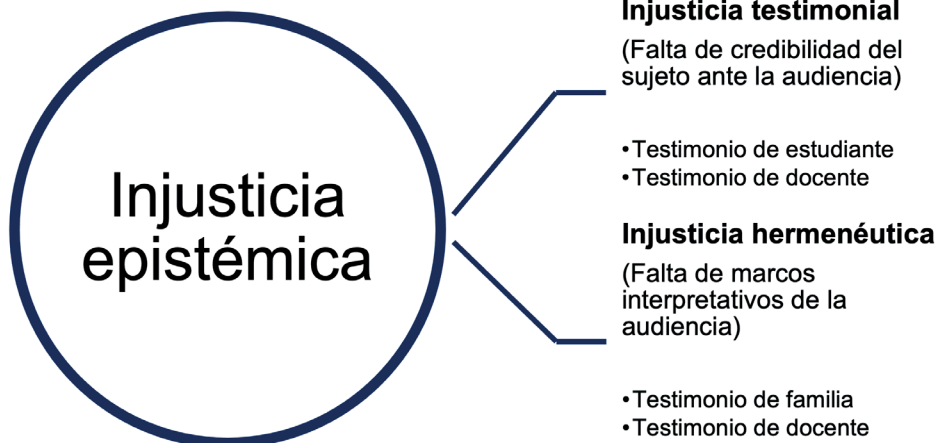 Injusticia
epistémica
Injusticia testimonial
(Falta de credibilidad del
sujeto ante la audiencia)
•Testimonio de estudiante
•Testimonio de docente
Injusticia hermenéutica
(Falta de marcos
interpretativos de la
audiencia)
•Testimonio de familia
•Testimonio de docente